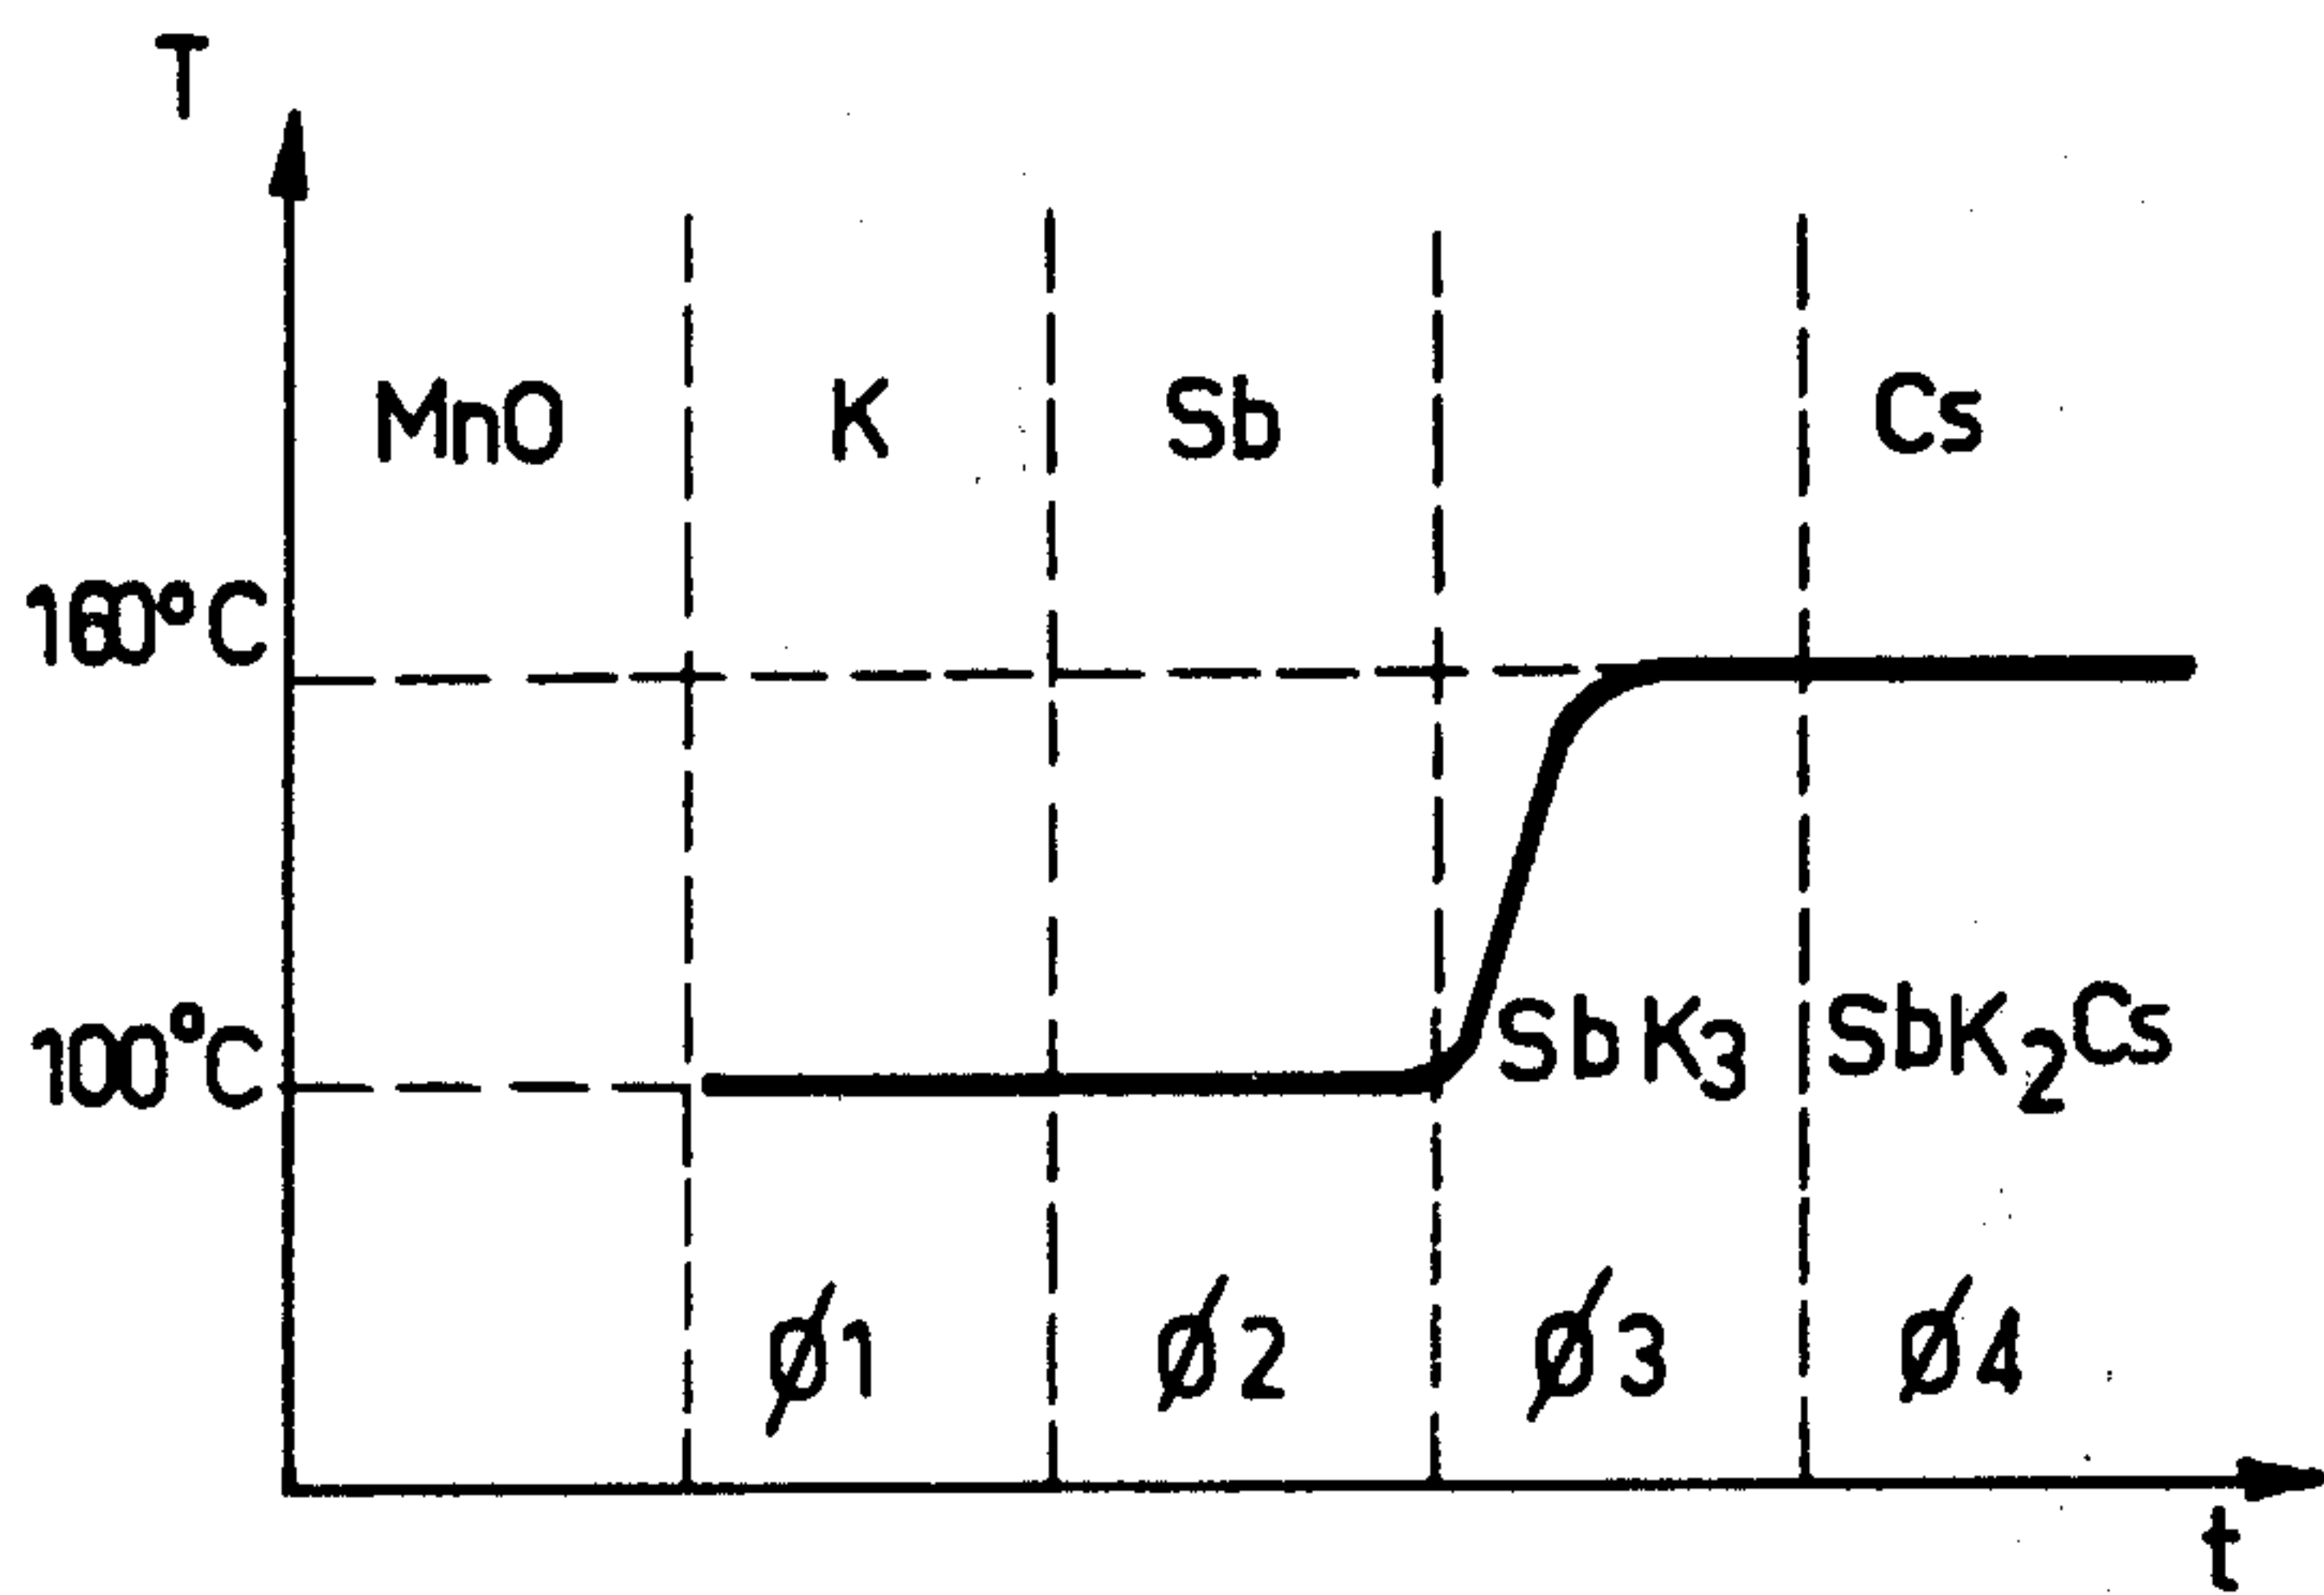 T
MnO K Sb Cs
160°C
100°C
SbK₃ SbK₂Cs
ø1 ø2 ø3 ø4
t